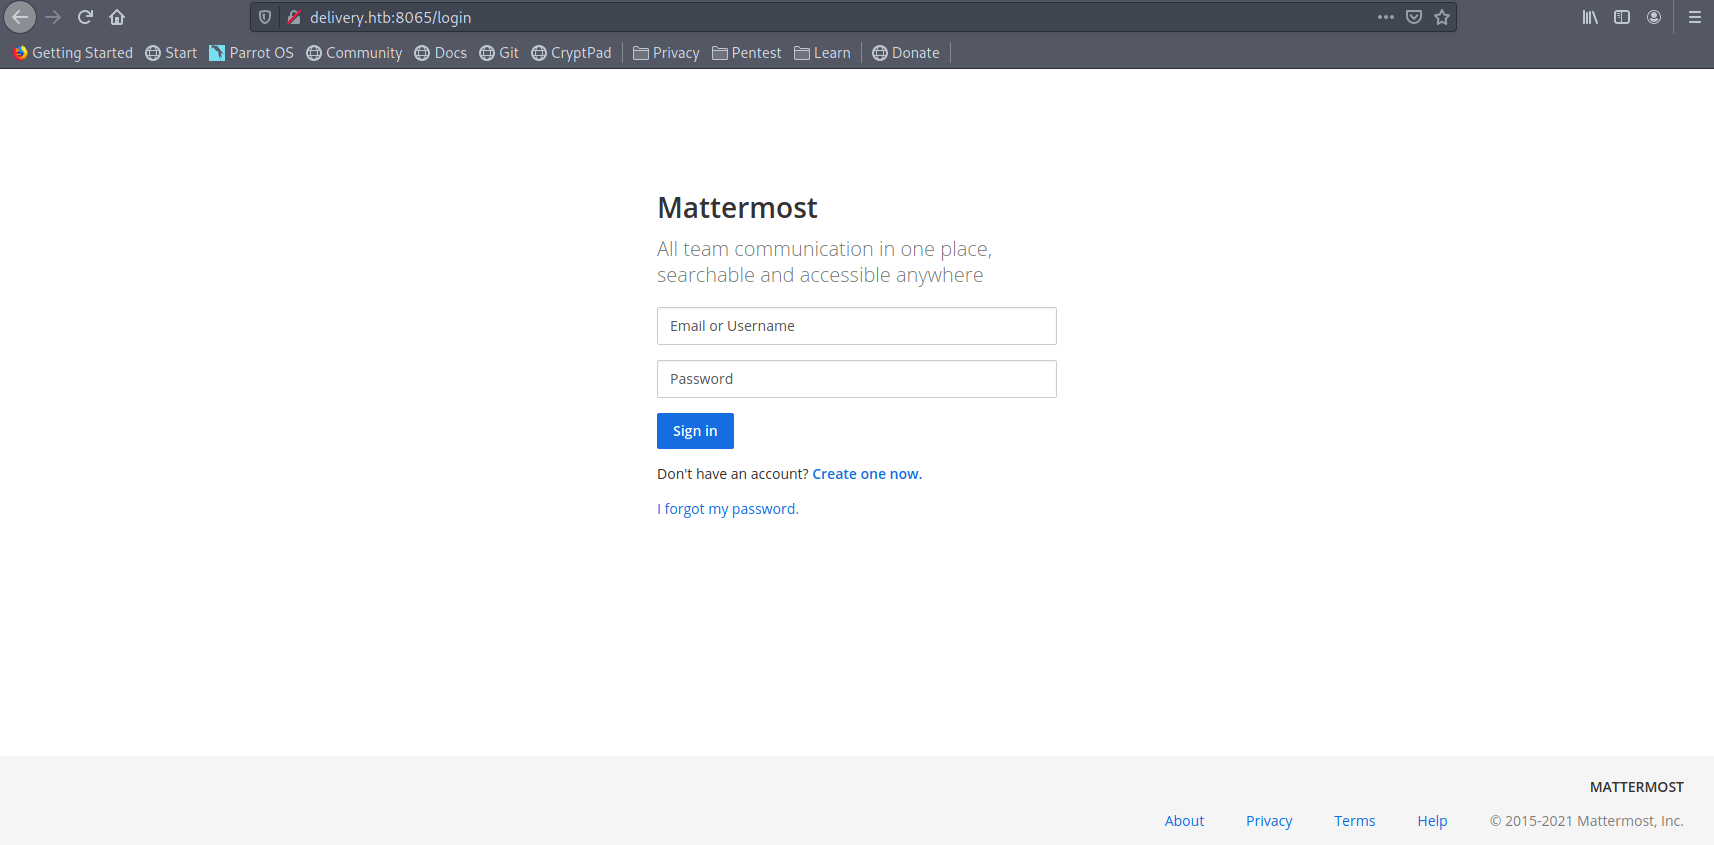 delivery.htb:8065/login
Getting Started Start Parrot OS Community Docs Git CryptPad Privacy Pentest Learn Donate
Mattermost
All team communication in one place,
searchable and accessible anywhere
Email or Username
Password
Sign in
Don't have an account? Create one now.
I forgot my password.
MATTERMOST
About Privacy Terms Help © 2015-2021 Mattermost, Inc.